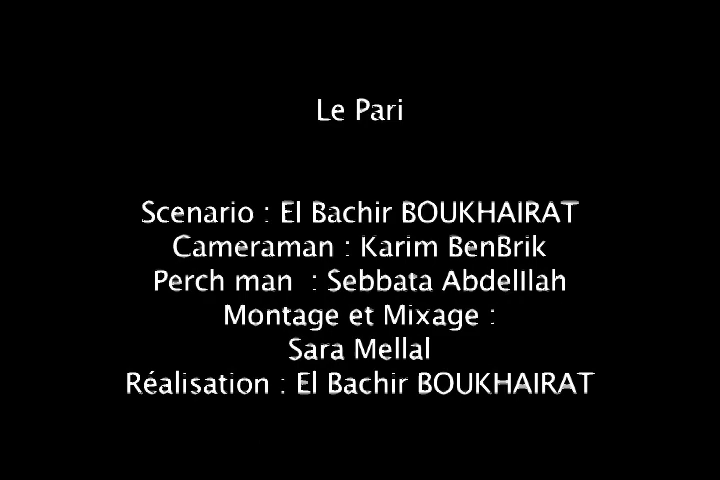 Le Pari
Scenario : El Bachir BOUKHAIRAT
Cameraman : Karim BenBrik
Perch man : Sebbata AbdelIlah
Montage et Mixage :
Sara Mellal
Réalisation : El Bachir BOUKHAIRAT